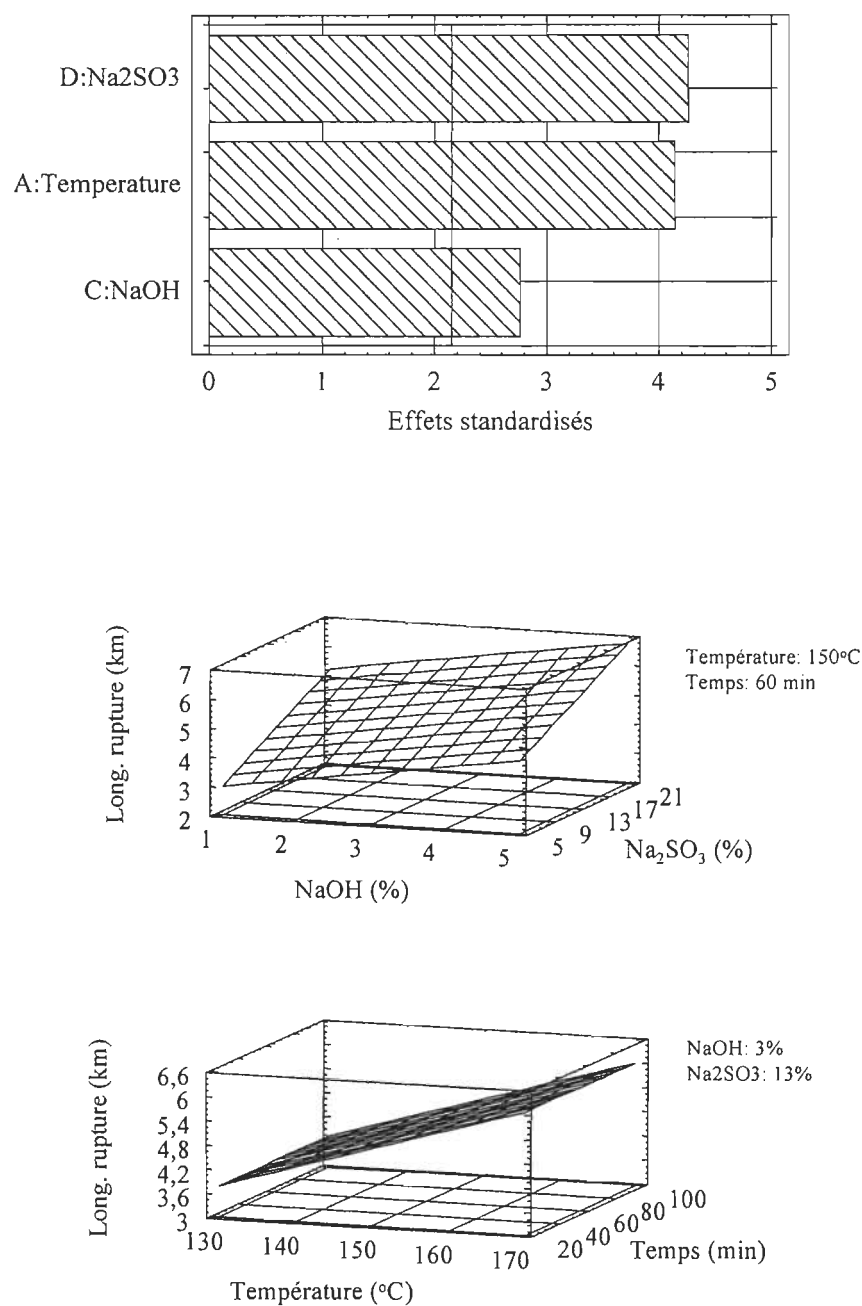 D:Na2SO3
A:Temperature
C:NaOH
0 1 2 3 4 5
Effets standardisés
Long. rupture (km)
7
6
5
4
3
2
1 2 3 4 5
NaOH (%)
5 9 13 17 21
Na₂SO₃ (%)
Température: 150°C
Temps: 60 min
Long. rupture (km)
6,6
6
5,4
4,8
4,2
3,6
3
130 140 150 160 170
Température (°C)
20 40 60 80 100
Temps (min)
NaOH: 3%
Na2SO3: 13%